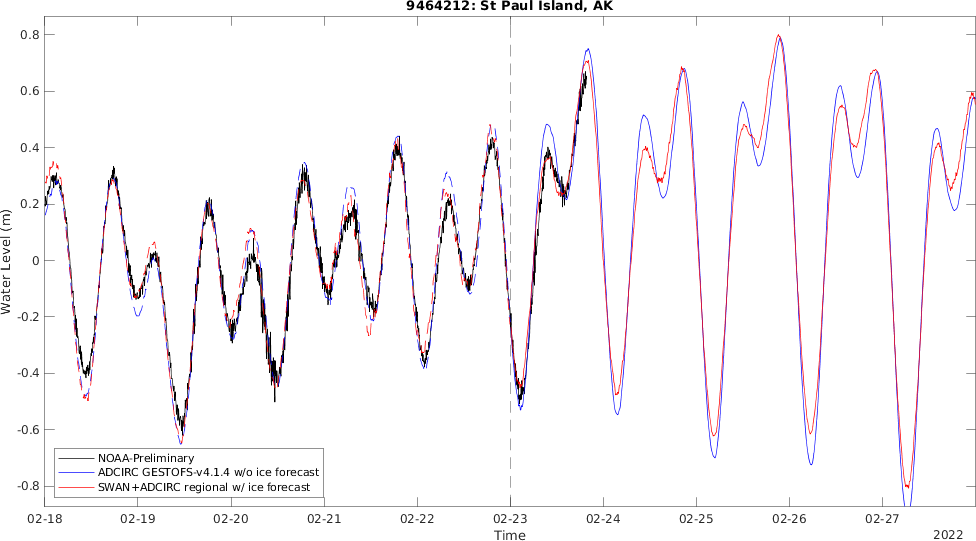 9464212: St Paul Island, AK
0.8
0.6
0.4
0.2
0
-0.2
-0.4
-0.6
-0.8
Water Level (m)
NOAA-Preliminary
ADCIRC GESTOFS-v4.1.4 w/o ice forecast
SWAN+ADCIRC regional w/ ice forecast
02-18 02-19 02-20 02-21 02-22 02-23 02-24 02-25 02-26 02-27
Time
2022